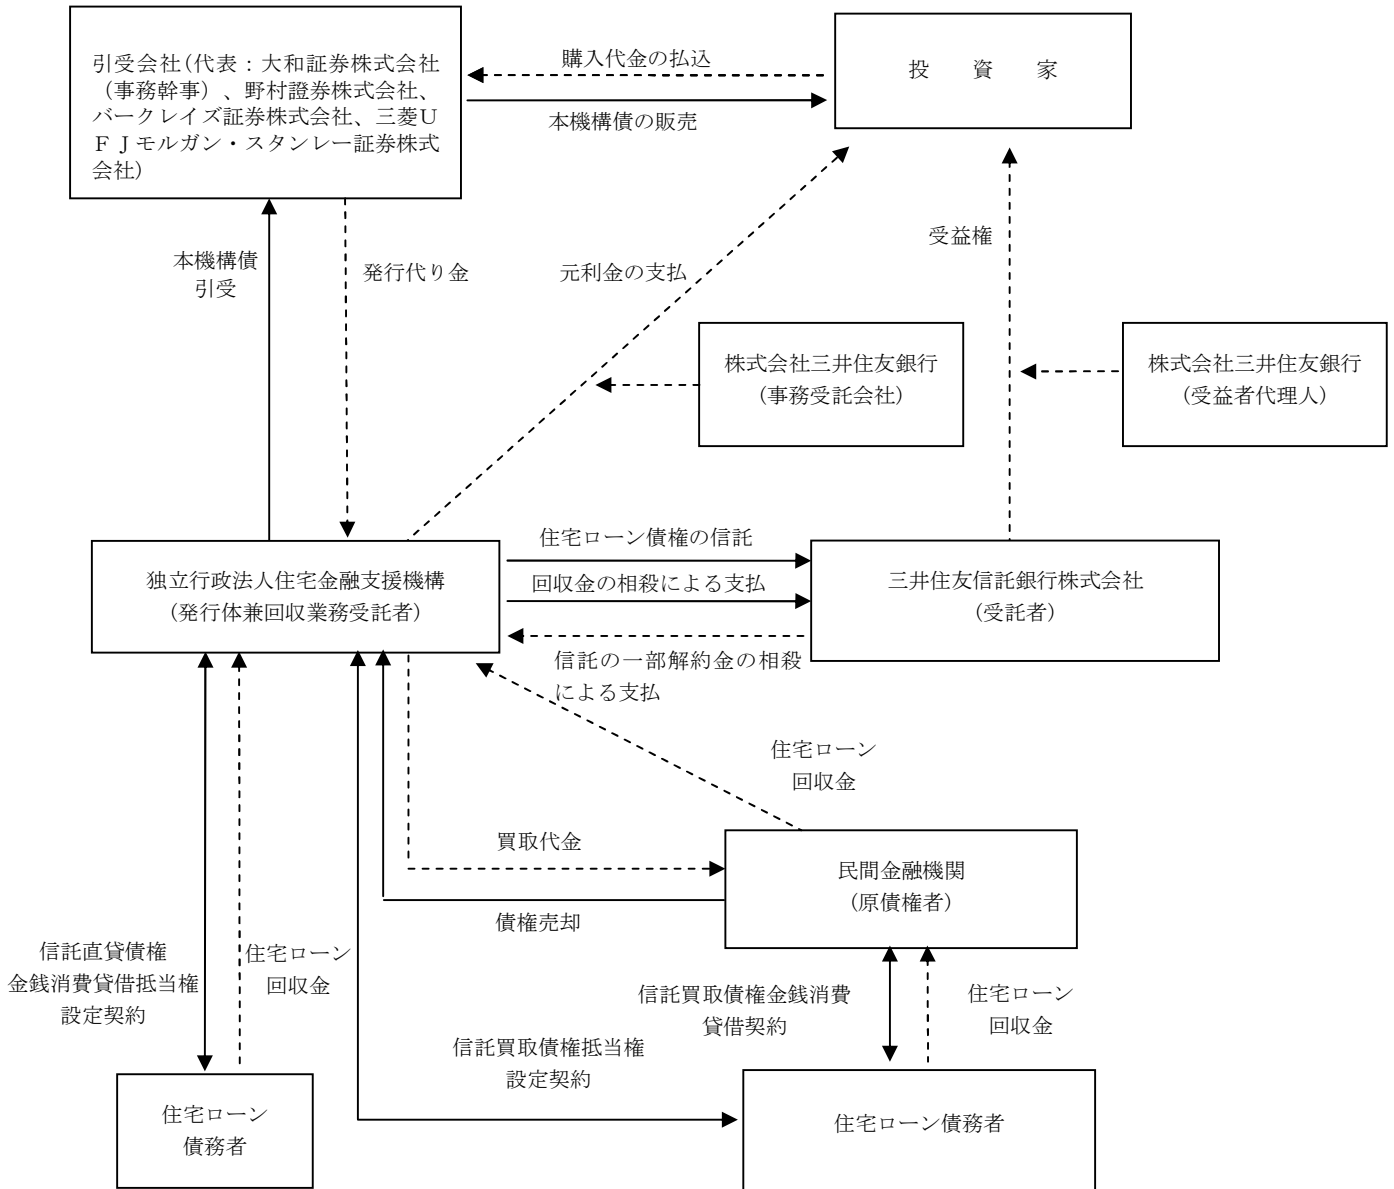 引受会社(代表:大和証券株式会社
(事務幹事)、野村證券株式会社、
バークレイズ証券株式会社、三菱U
FJモルガン・スタンレー証券株式
会社)
購入代金の払込
本機構債の販売
投 資 家
本機構債
引受
発行代り金
元利金の支払
受益権
株式会社三井住友銀行
(事務受託会社)
株式会社三井住友銀行
(受益者代理人)
独立行政法人住宅金融支援機構
(発行体兼回収業務受託者)
住宅ローン債権の信託
回収金の相殺による支払
信託の一部解約金の相殺
による支払
三井住友信託銀行株式会社
(受託者)
住宅ローン
回収金
買取代金
債権売却
民間金融機関
(原債権者)
信託直貸債権
金銭消費貸借抵当権
設定契約
住宅ローン
回収金
信託買取債権金銭消費
貸借契約
住宅ローン
回収金
信託買取債権抵当権
設定契約
住宅ローン
債務者
住宅ローン債務者